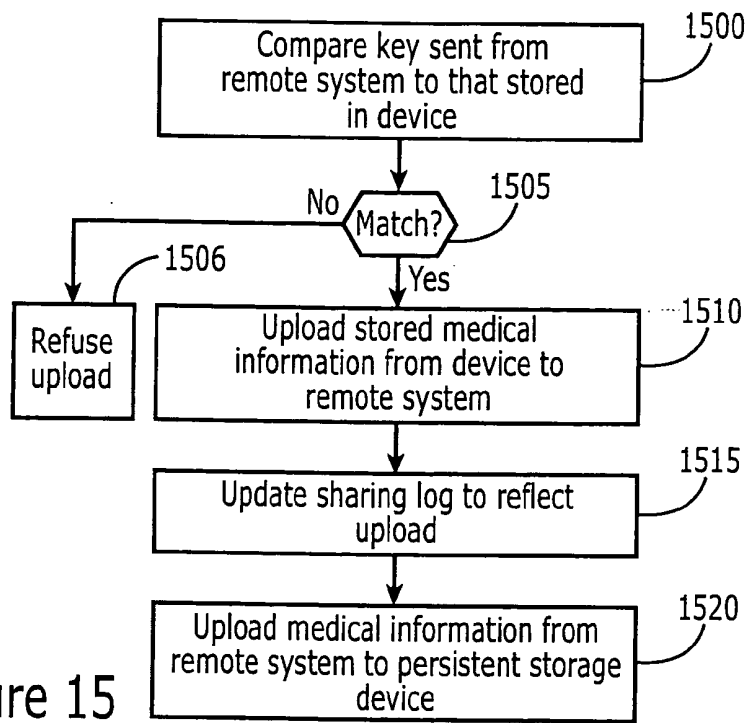 Compare key sent from
remote system to that stored
in device
1500
No
Match?
1505
Yes
1506
Refuse
upload
Upload stored medical
information from device to
remote system
1510
Update sharing log to reflect
upload
1515
Upload medical information from
remote system to persistent storage
device
1520
ure 15